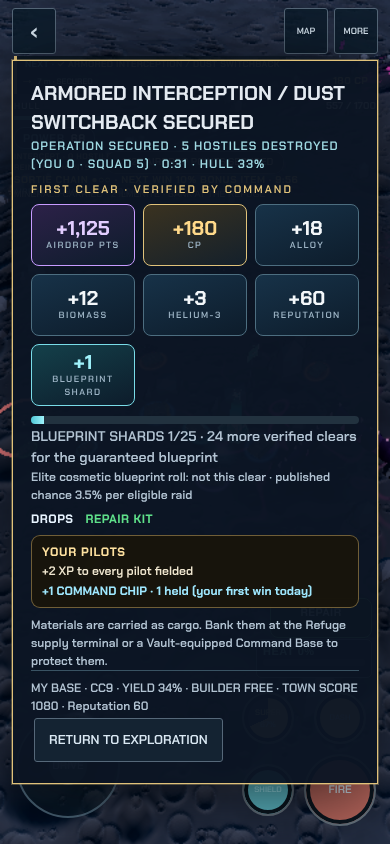 ‹
MAP
MORE
ARMORED INTERCEPTION / DUST
SWITCHBACK SECURED
OPERATION SECURED · 5 HOSTILES DESTROYED
(YOU 0 · SQUAD 5) · 0:31 · HULL 33%
FIRST CLEAR · VERIFIED BY COMMAND
+1,125
AIRDROP PTS
+180
CP
+18
ALLOY
+12
BIOMASS
+3
HELIUM-3
+60
REPUTATION
+1
BLUEPRINT
SHARD
BLUEPRINT SHARDS 1/25 · 24 more verified clears
for the guaranteed blueprint
Elite cosmetic blueprint roll: not this clear · published
chance 3.5% per eligible raid
DROPS REPAIR KIT
YOUR PILOTS
+2 XP to every pilot fielded
+1 COMMAND CHIP · 1 held (your first win today)
Materials are carried as cargo. Bank them at the Refuge
supply terminal or a Vault-equipped Command Base to
protect them.
MY BASE · CC9 · YIELD 34% · BUILDER FREE · TOWN SCORE
1080 · Reputation 60
RETURN TO EXPLORATION
SHIELD
FIRE